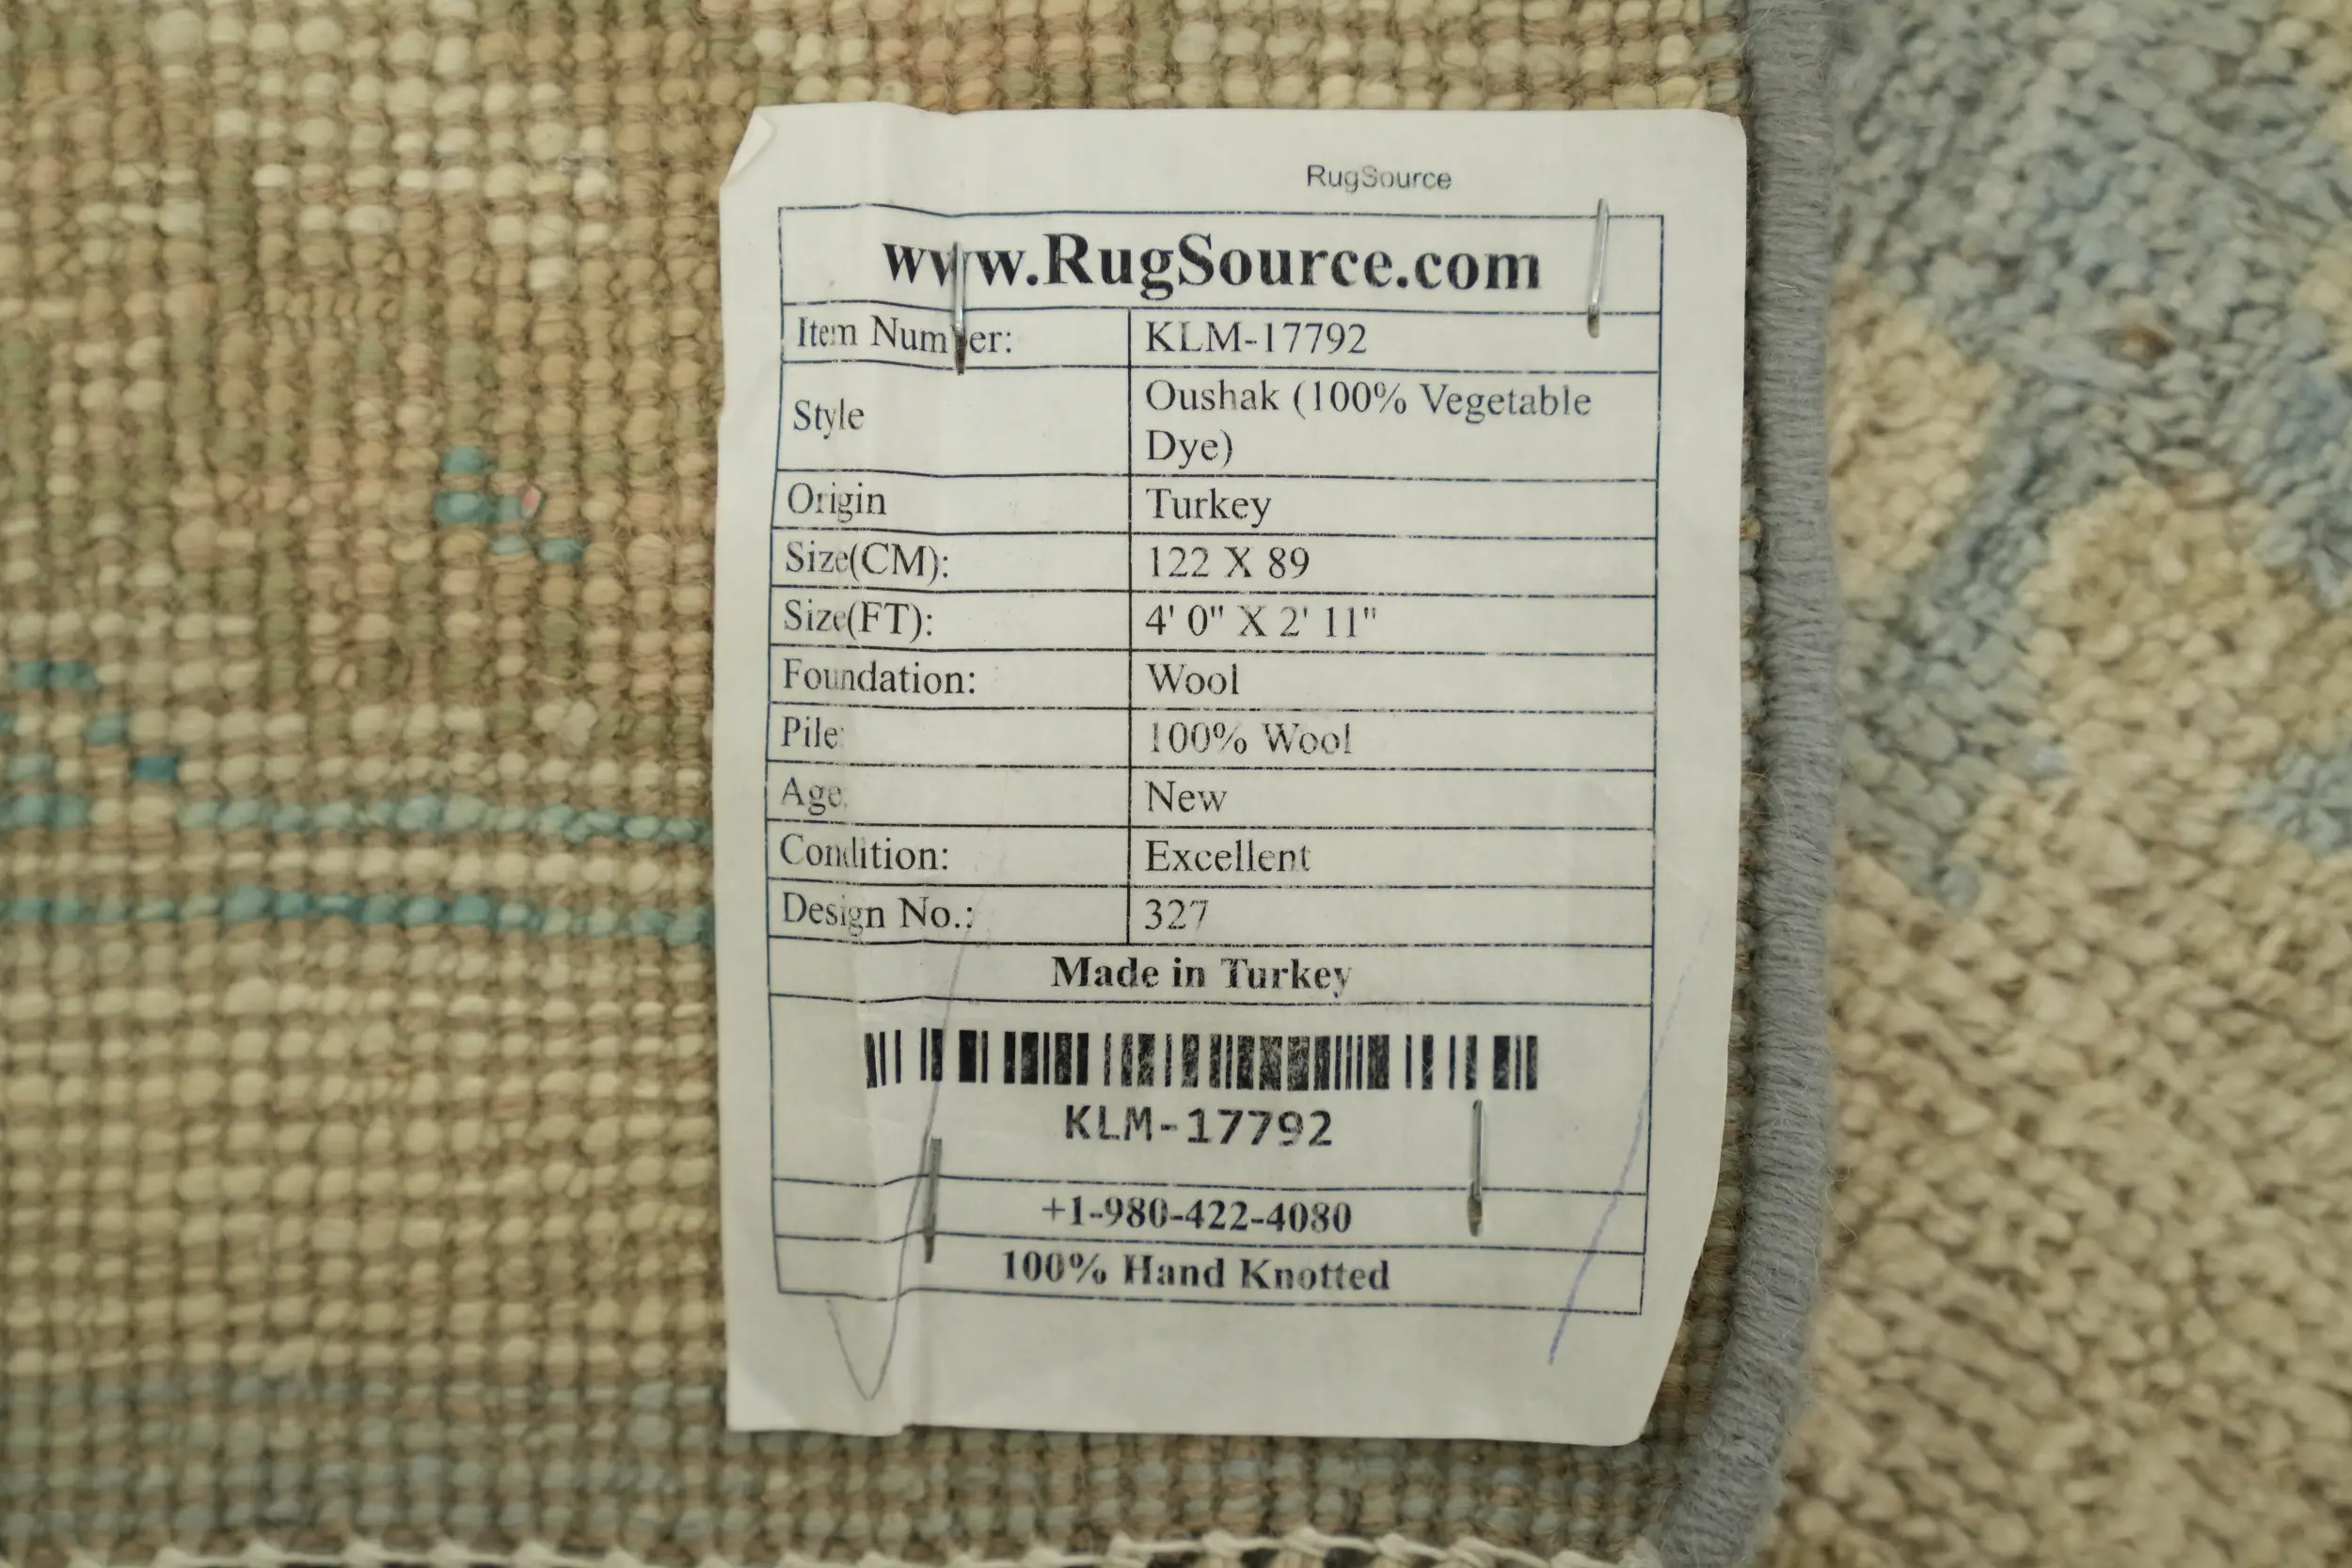 RugSource
www.RugSource.com
Item Number: KLM-17792
Style Oushak (100% Vegetable
Dye)
Origin Turkey
Size(CM): 122 X 89
Size(FT): 4' 0" X 2' 11"
Foundation: Wool
Pile: 100% Wool
Age: New
Condition: Excellent
Design No.: 327
Made in Turkey
KLM-17792
+1-980-422-4080
100% Hand Knotted